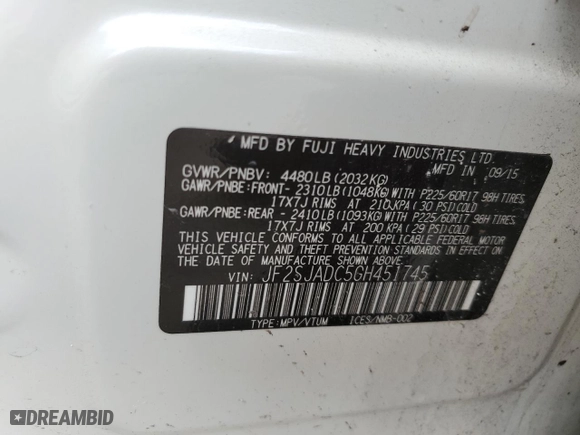 MFD BY FUJI HEAVY INDUSTRIES LTD.
GVWR/PNBV: 4480LB(2032KG) MFD IN 09/15
GAWR/PNBE:FRONT- 2310LB(1048KG)WITH P225/60R17 98H TIRES
17X7J RIMS AT 210KPA(30 PSI)COLD
GAWR/PNBE:REAR - 2410LB(1093KG)WITH P225/60R17 98H TIRES
17X7J RIMS AT 200 KPA(29 PSI)COLD
THIS VEHICLE CONFORMS TO ALL APPLICABLE FEDERAL MOTOR
VEHICLE SAFETY, BUMPER, AND THEFT PREVENTION
STANDARDS IN EFFECT ON THE DATE OF MANUFACTURE
SHOWN ABOVE.
VIN: JF2SJADC5GH451745
TYPE:MPV/VTUM ICES/NMB-002
DREAMBID